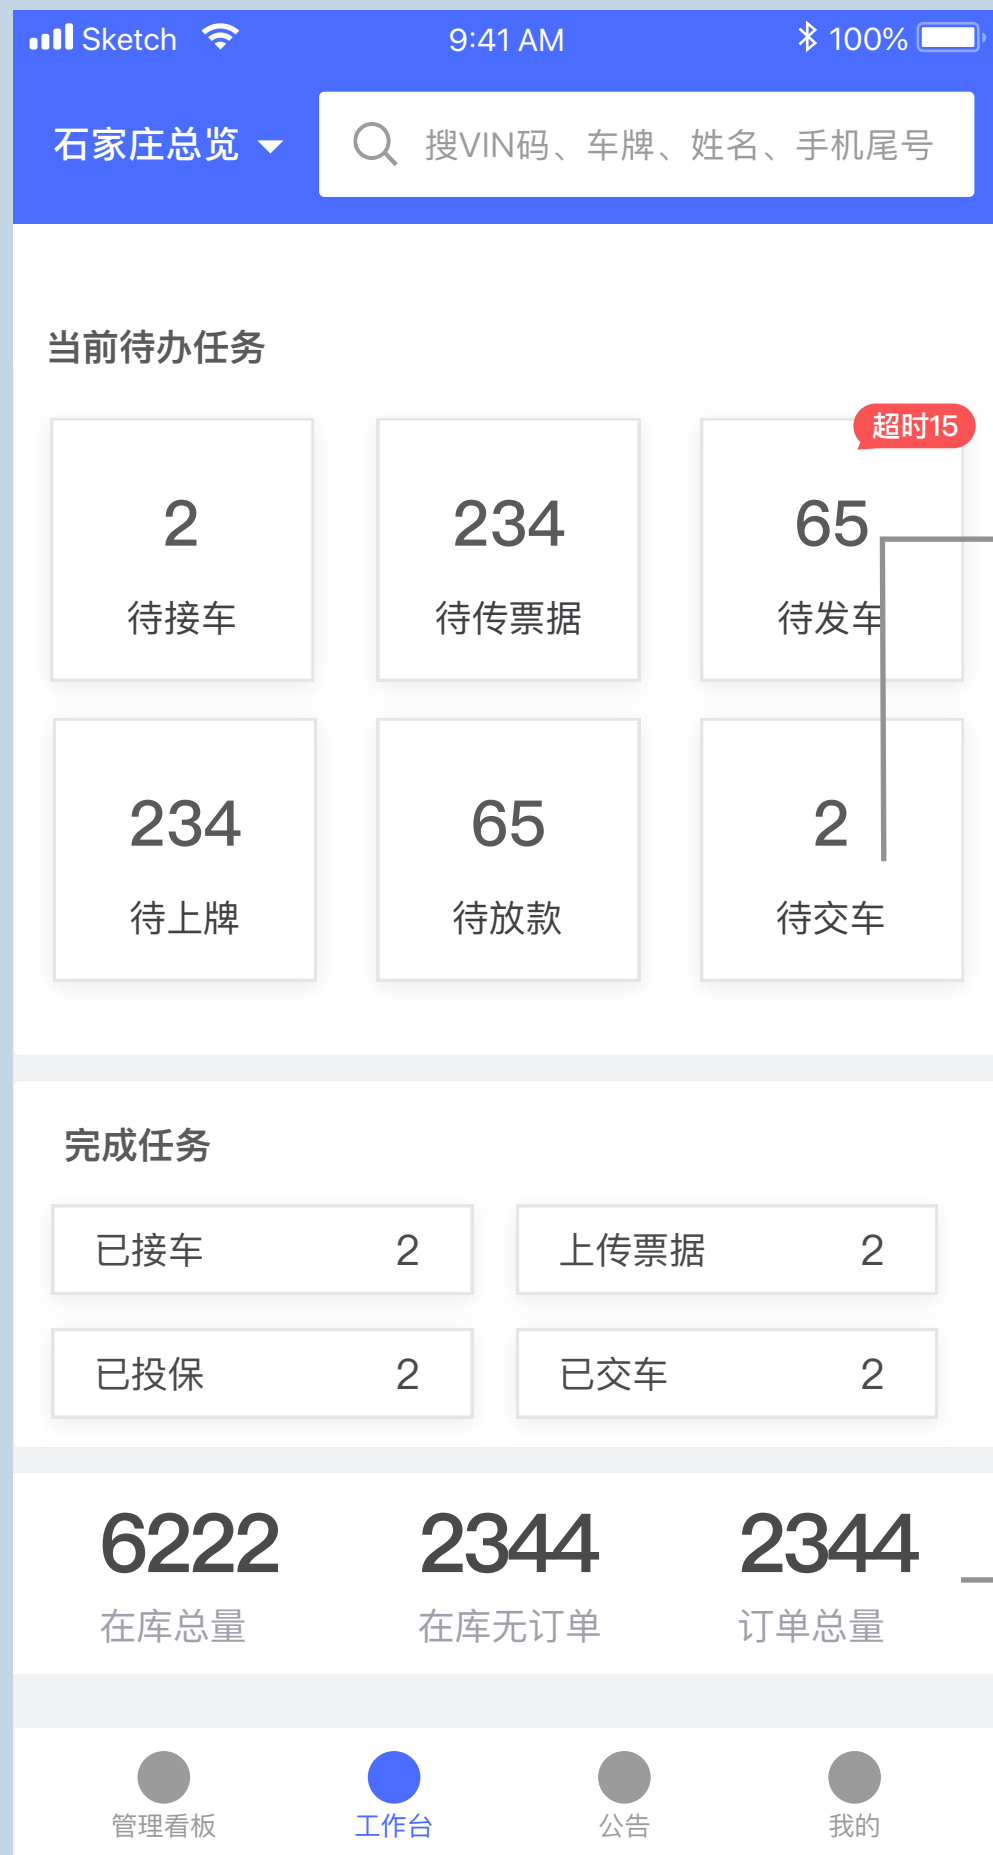 Sketch 9:41 AM 100%
石家庄总览 搜VIN码、车牌、姓名、手机尾号
当前待办任务
超时15
2 234 65
待接车 待传票据 待发车
234 65 2
待上牌 待放款 待交车
完成任务
已接车 2 上传票据 2
已投保 2 已交车 2
6222 2344 2344
在库总量 在库无订单 订单总量
管理看板 工作台 公告 我的